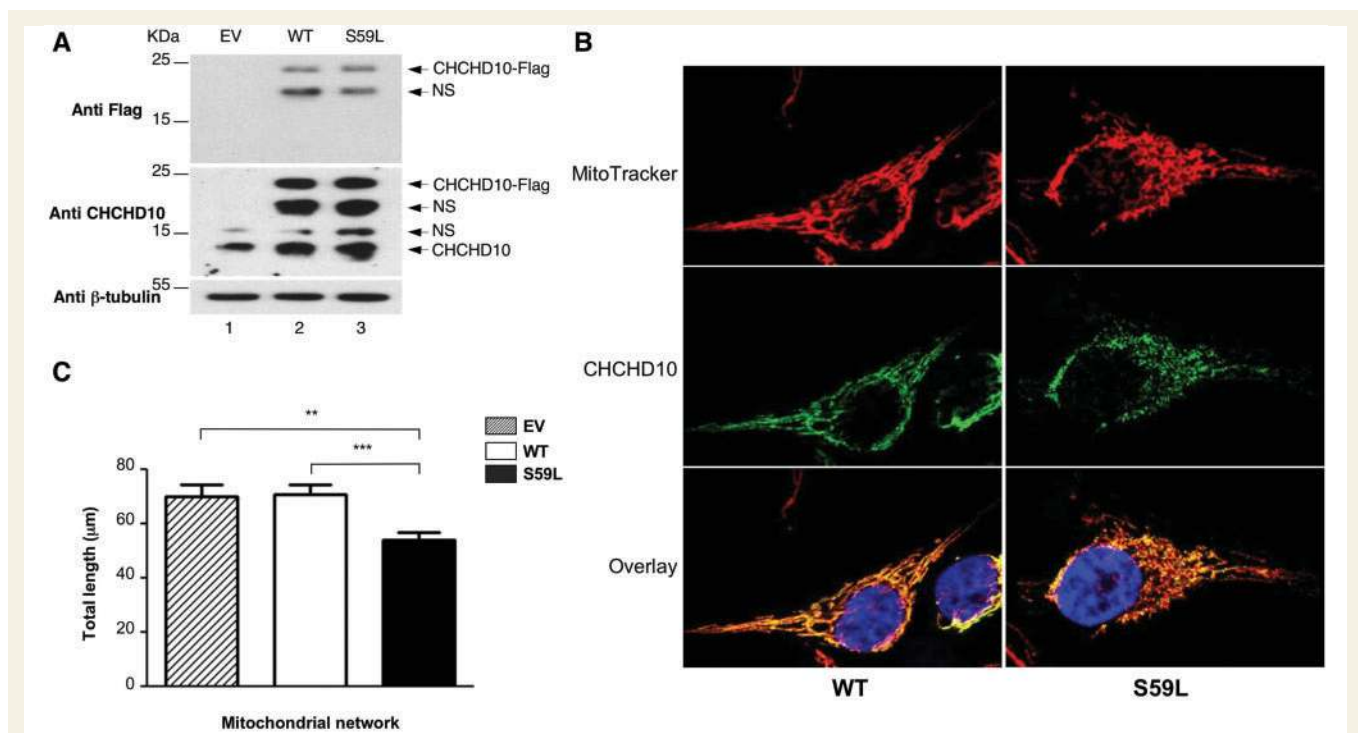 A
KDa EV WT S59L
25
CHCHD10-Flag
NS
Anti Flag
15
25
CHCHD10-Flag
NS
Anti CHCHD10
15
NS
CHCHD10
55
Anti β-tubulin
1 2 3
B
MitoTracker
CHCHD10
Overlay
WT S59L
C
**
***
EV
WT
S59L
80
60
40
20
0
Total length (μm)
Mitochondrial network